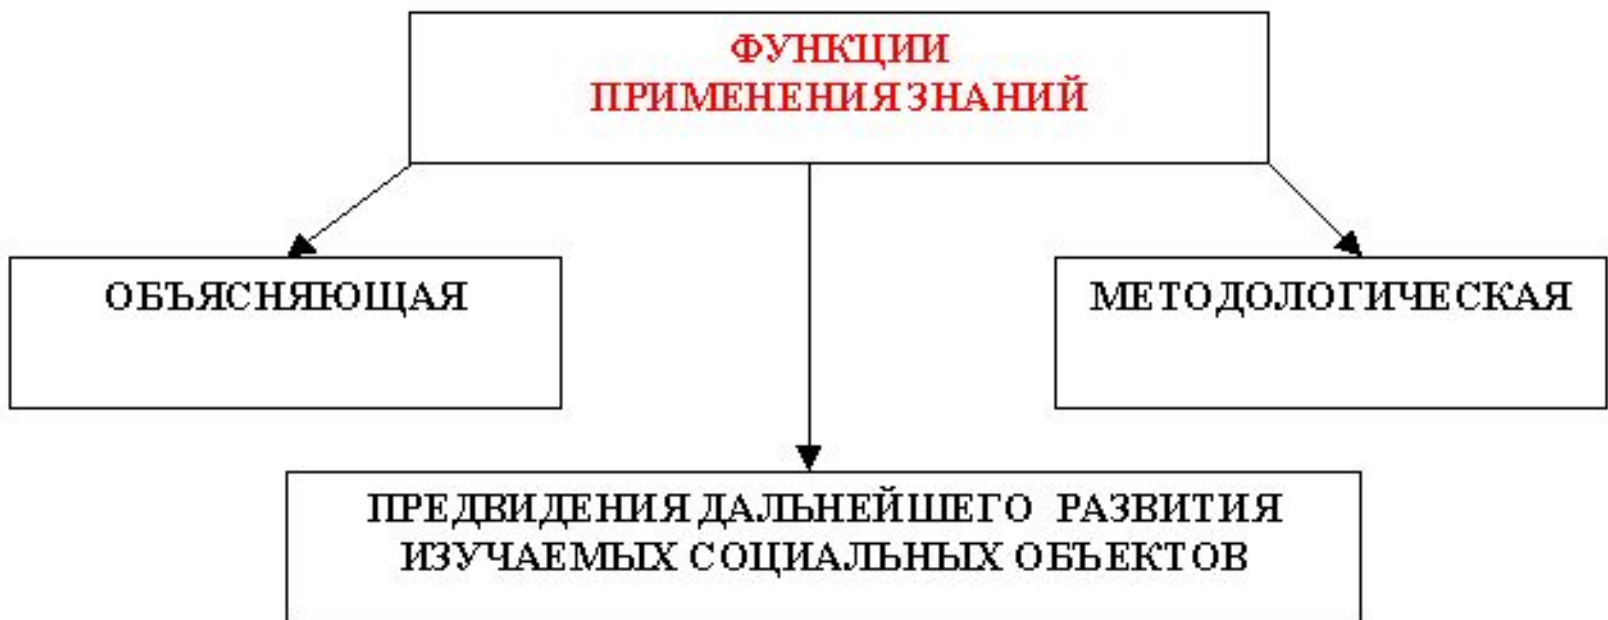 ФУНКЦИИ
ПРИМЕНЕНИЯ ЗНАНИЙ
ОБЪЯСНЯЮЩАЯ
МЕТОДОЛОГИЧЕСКАЯ
ПРЕДВИДЕНИЯ ДАЛЬНЕЙШЕГО РАЗВИТИЯ
ИЗУЧАЕМЫХ СОЦИАЛЬНЫХ ОБЪЕКТОВ